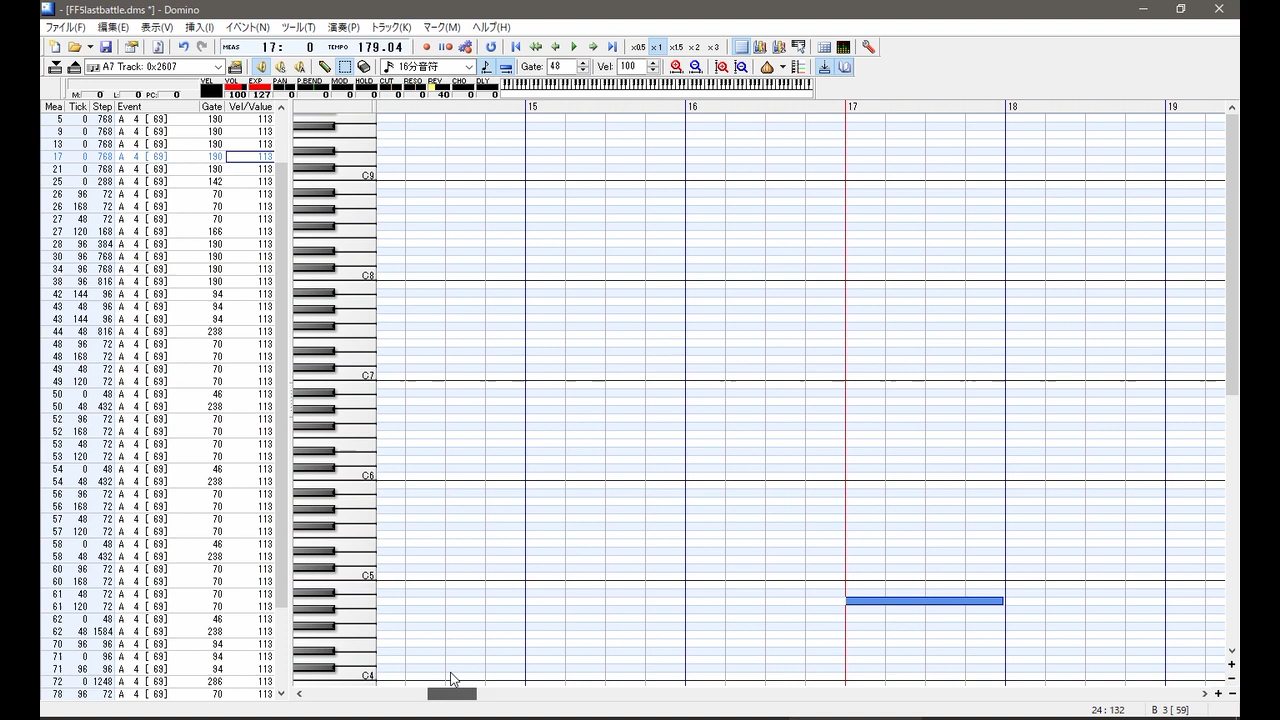 [FF5lastbattle.dms *] - Domino
ファイル(F) 編集(E) 表示(V) 挿入(I) イベント(N) ツール(T) 演奏(P) トラック(K) マーク(M) ヘルプ(H)
MEAS 17: 0 TEMPO 179.04 x0.5 x1 x1.5 x2 x3
A7 Track: 0x2607 16分音符 Gate: 48 Vel: 100
VEL VOL EXP PAN P.BEND MOD HOLD CUT RESO REV CHO DLY
M: 0 L: 0 PC: 0 100 127 0 0 0 0 0 0 40 0 0
Mea Tick Step Event Gate Vel/Value 15 16 17 18 19
5 0 768 A 4 [ 69] 190 113
0 768 A 4 [ 69] 190 113
13 0 768 A 4 [ 69] 190 113
17 0 768 A 4 [ 69] 190 113
21 0 768 A 4 [ 69] 190 113
25 0 288 A 4 [ 69] 142 113
26 96 72 A 4 [ 69] 70 113
26 168 72 A 4 [ 69] 70 113
27 48 72 A 4 [ 69] 70 113
27 120 168 A 4 [ 69] 166 113
28 96 384 A 4 [ 69] 190 113
30 96 768 A 4 [ 69] 190 113
34 96 768 A 4 [ 69] 190 113
38 96 816 A 4 [ 69] 190 113
42 144 96 A 4 [ 69] 94 113
43 48 96 A 4 [ 69] 94 113
43 144 96 A 4 [ 69] 94 113
44 48 816 A 4 [ 69] 238 113
48 96 72 A 4 [ 69] 70 113
48 168 72 A 4 [ 69] 70 113
49 48 72 A 4 [ 69] 70 113
49 120 72 A 4 [ 69] 70 113
50 0 48 A 4 [ 69] 46 113
50 48 432 A 4 [ 69] 238 113
52 96 72 A 4 [ 69] 70 113
52 168 72 A 4 [ 69] 70 113
53 48 72 A 4 [ 69] 70 113
53 120 72 A 4 [ 69] 70 113
54 0 48 A 4 [ 69] 46 113
54 48 432 A 4 [ 69] 238 113
56 96 72 A 4 [ 69] 70 113
56 168 72 A 4 [ 69] 70 113
57 48 72 A 4 [ 69] 70 113
57 120 72 A 4 [ 69] 70 113
58 0 48 A 4 [ 69] 46 113
58 48 432 A 4 [ 69] 238 113
60 96 72 A 4 [ 69] 70 113
60 168 72 A 4 [ 69] 70 113
61 48 72 A 4 [ 69] 70 113
61 120 72 A 4 [ 69] 70 113
62 0 48 A 4 [ 69] 46 113
62 48 1584 A 4 [ 69] 238 113
70 96 96 A 4 [ 69] 94 113
71 0 96 A 4 [ 69] 94 113
71 96 96 A 4 [ 69] 94 113
72 0 1248 A 4 [ 69] 286 113
78 96 72 A 4 [ 69] 70 113
C9
C8
C7
C6
C5
C4
24: 132 B 3 [ 59]